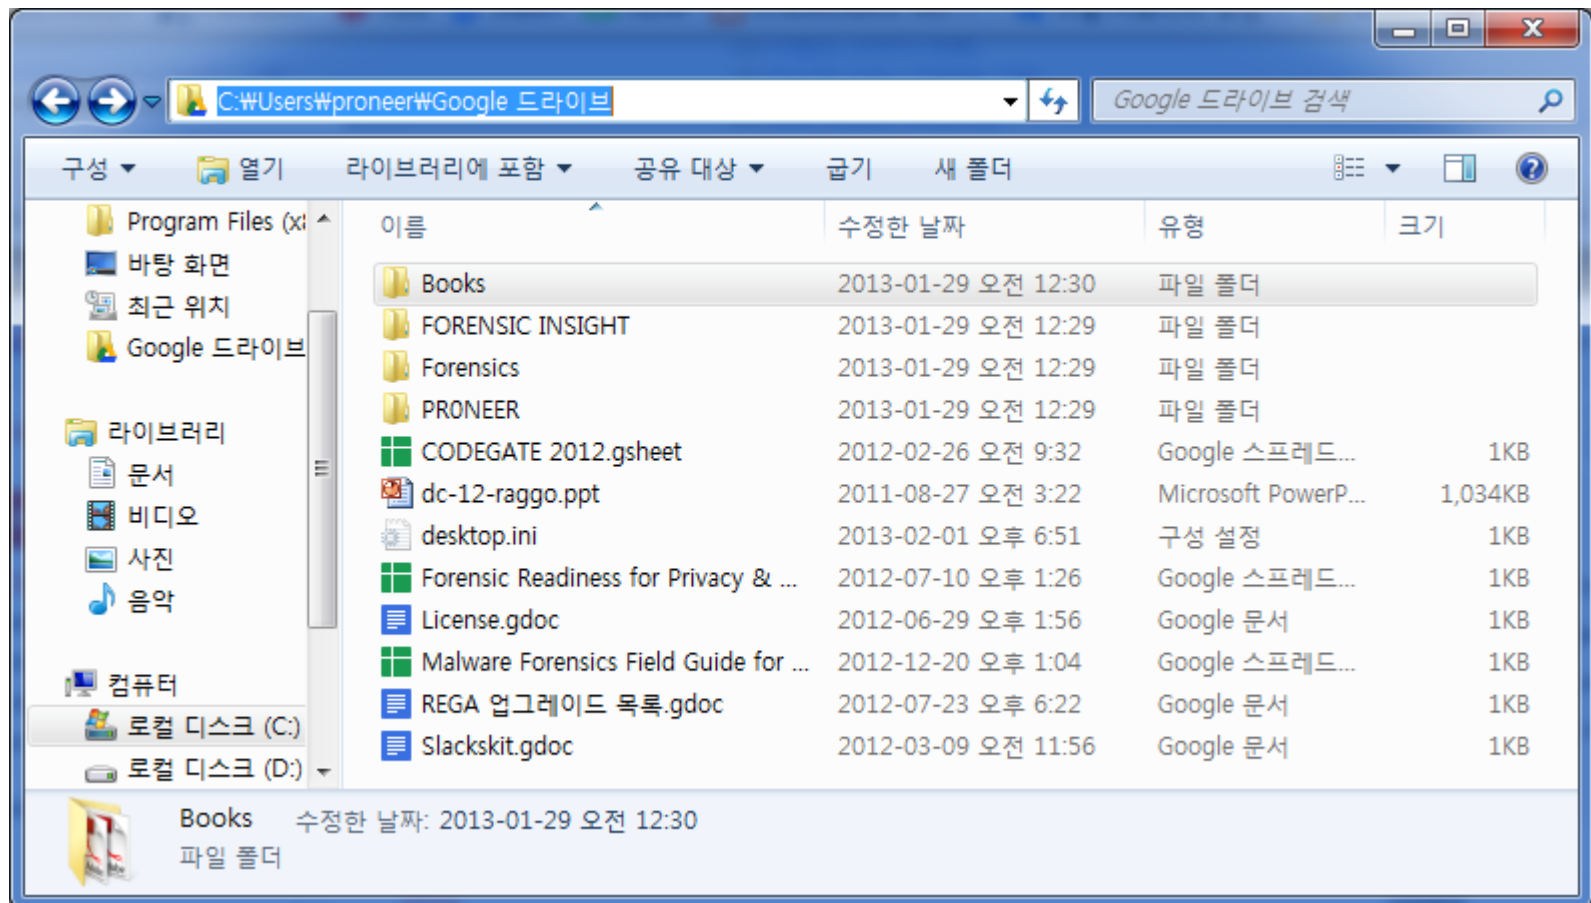 C:₩Users₩proneer₩Google 드라이브
Google 드라이브 검색
구성 열기 라이브러리에 포함 공유 대상 굽기 새 폴더
Program Files (x
바탕 화면
최근 위치
Google 드라이브
라이브러리
문서
비디오
사진
음악
컴퓨터
로컬 디스크 (C:)
로컬 디스크 (D:)
이름 수정한 날짜 유형 크기
Books 2013-01-29 오전 12:30 파일 폴더
FORENSIC INSIGHT 2013-01-29 오전 12:29 파일 폴더
Forensics 2013-01-29 오전 12:29 파일 폴더
PR0NEER 2013-01-29 오전 12:29 파일 폴더
CODEGATE 2012.gsheet 2012-02-26 오전 9:32 Google 스프레드... 1KB
dc-12-raggo.ppt 2011-08-27 오전 3:22 Microsoft PowerP... 1,034KB
desktop.ini 2013-02-01 오후 6:51 구성 설정 1KB
Forensic Readiness for Privacy & ... 2012-07-10 오후 1:26 Google 스프레드... 1KB
License.gdoc 2012-06-29 오후 1:56 Google 문서 1KB
Malware Forensics Field Guide for ... 2012-12-20 오후 1:04 Google 스프레드... 1KB
REGA 업그레이드 목록.gdoc 2012-07-23 오후 6:22 Google 문서 1KB
Slackskit.gdoc 2012-03-09 오전 11:56 Google 문서 1KB
Books 수정한 날짜: 2013-01-29 오전 12:30
파일 폴더